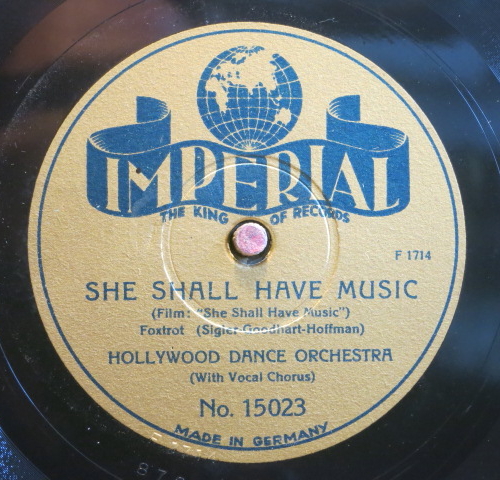 IMPERIAL
THE KING OF RECORDS
F 1714
SHE SHALL HAVE MUSIC
(Film: "She Shall Have Music")
Foxtrot (Sigler-Goodhart-Hoffman)
HOLLYWOOD DANCE ORCHESTRA
(With Vocal Chorus)
No. 15023
MADE IN GERMANY